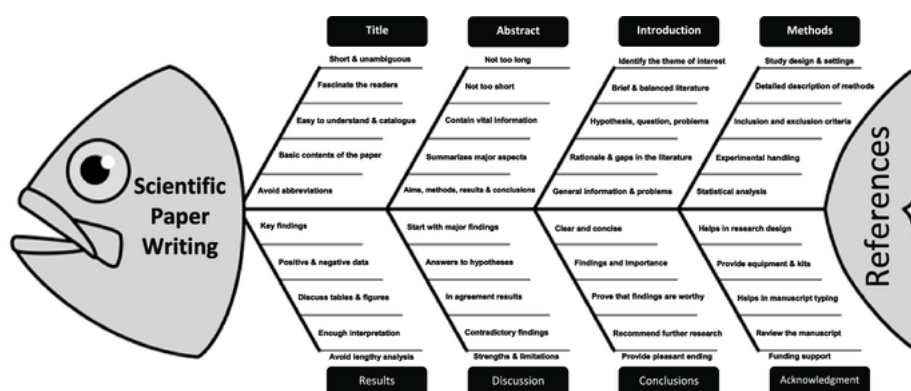 Title
Abstract
Introduction
Methods
Short & unambiguous
Fascinate the readers
Easy to understand & catalogue
Basic contents of the paper
Avoid abbreviations
Not too long
Not too short
Contain vital information
Summarizes major aspects
Aims, methods, results & conclusions
Identify the theme of interest
Brief & balanced literature
Hypothesis, question, problems
Rationale & gaps in the literature
General information & problems
Study design & settings
Detailed description of methods
Inclusion and exclusion criteria
Experimental handling
Statistical analysis
Scientific
Paper
Writing
References
Key findings
Positive & negative data
Discuss tables & figures
Enough interpretation
Avoid lengthy analysis
Start with major findings
Answers to hypotheses
In agreement results
Contradictory findings
Strengths & limitations
Clear and concise
Findings and importance
Prove that findings are worthy
Recommend further research
Provide pleasant ending
Helps in research design
Provide equipment & kits
Helps in manuscript typing
Review the manuscript
Funding support
Results
Discussion
Conclusions
Acknowledgment